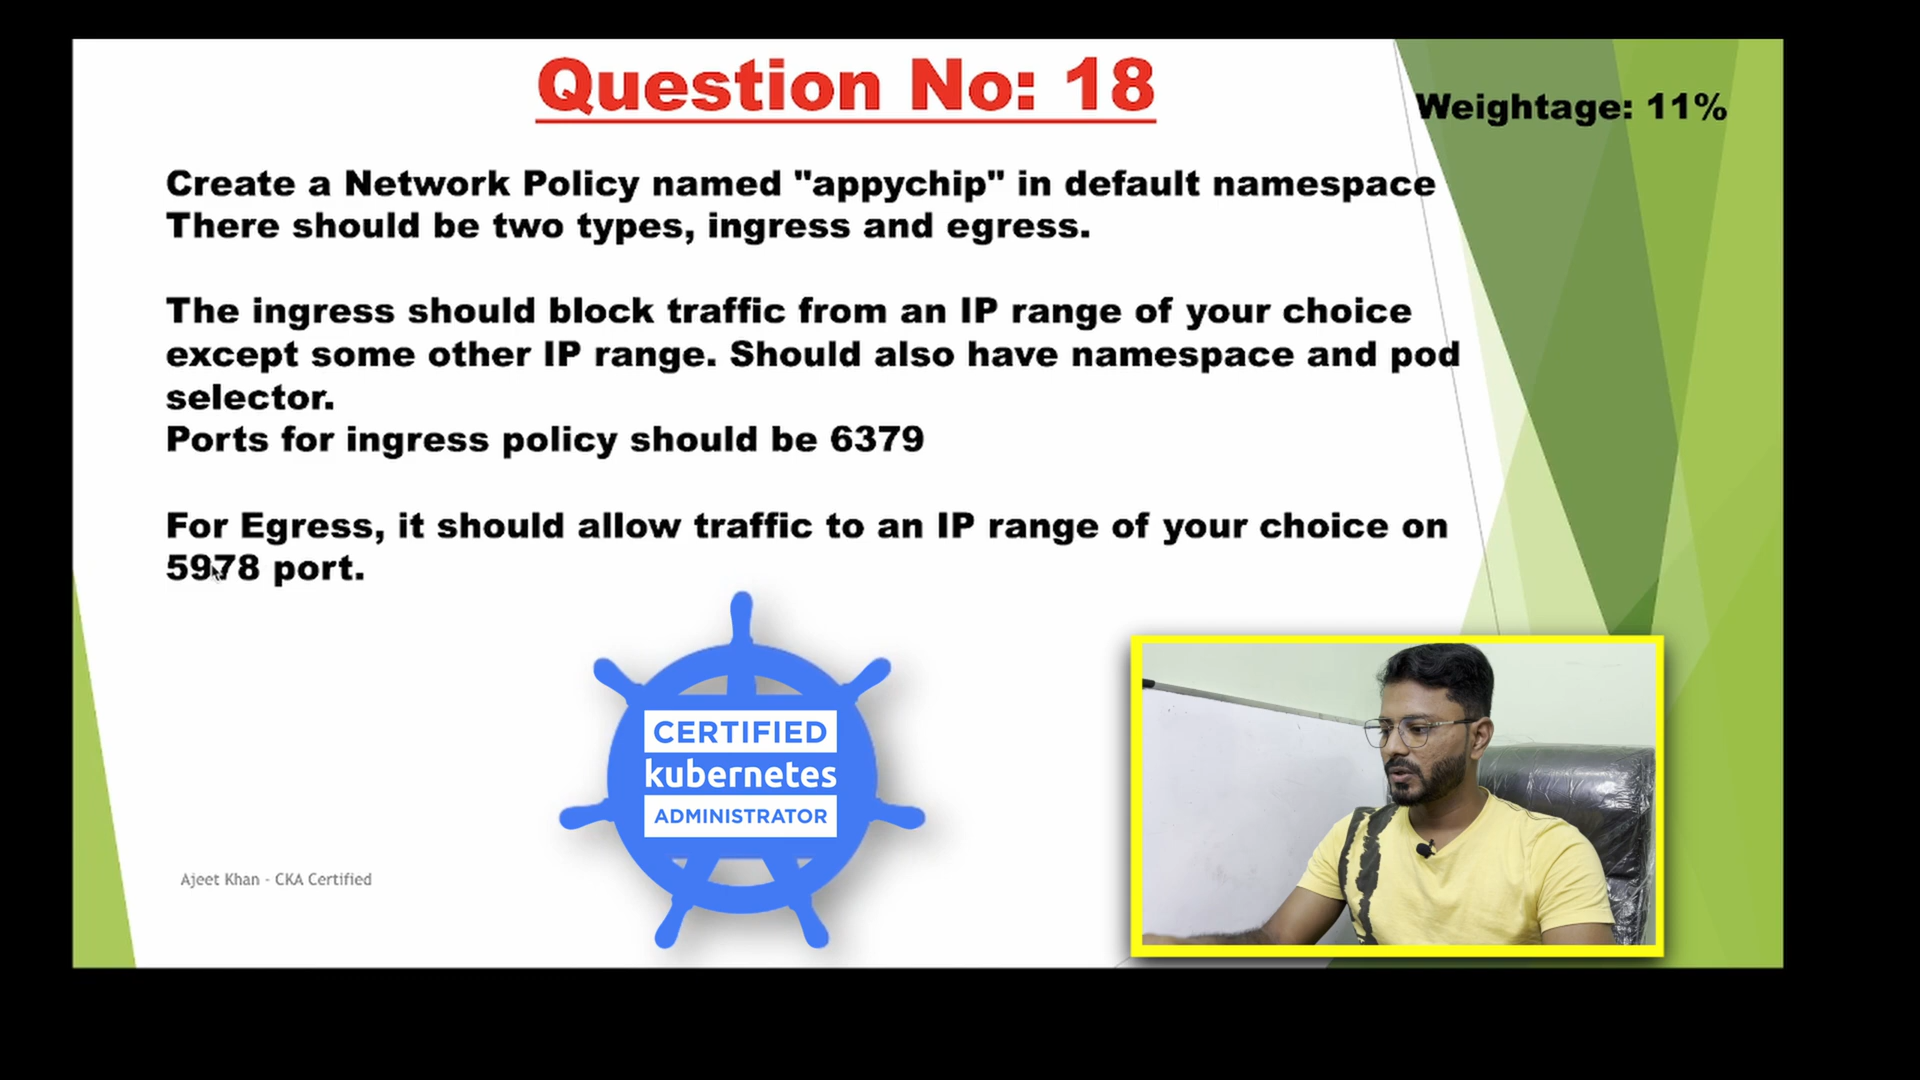 Question No: 18
Weightage: 11%
Create a Network Policy named "appychip" in default namespace
There should be two types, ingress and egress.
The ingress should block traffic from an IP range of your choice
except some other IP range. Should also have namespace and pod
selector.
Ports for ingress policy should be 6379
For Egress, it should allow traffic to an IP range of your choice on
5978 port.
CERTIFIED
kubernetes
ADMINISTRATOR
Ajeet Khan - CKA Certified